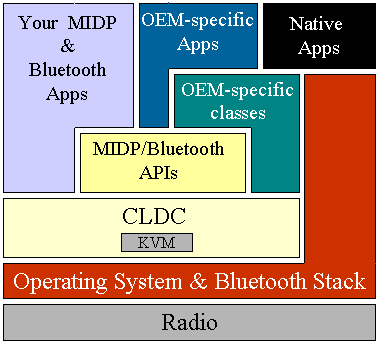 Your MIDP
&
Bluetooth
Apps
OEM-specific
Apps
Native
Apps
OEM-specific
classes
MIDP/Bluetooth
APIs
CLDC
KVM
Operating System & Bluetooth Stack
Radio